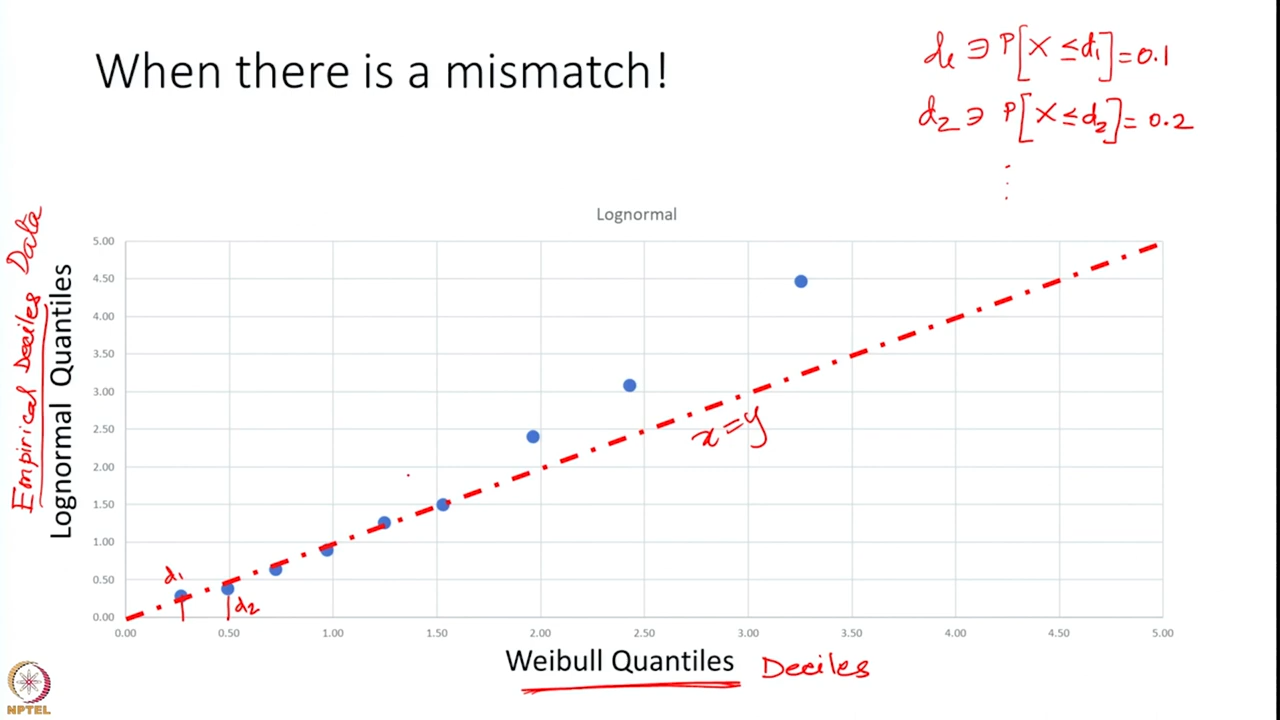 When there is a mismatch!
d₁ ∋ P[X ≤ d₁] = 0.1
d₂ ∋ P[X ≤ d₂] = 0.2
Lognormal
Empirical Deciles Data
Lognormal Quantiles
5.00
4.50
4.00
3.50
3.00
2.50
2.00
1.50
1.00
0.50
0.00
x=y
d₁
d₂
0.00 0.50 1.00 1.50 2.00 2.50 3.00 3.50 4.00 4.50 5.00
Weibull Quantiles Deciles
NPTEL